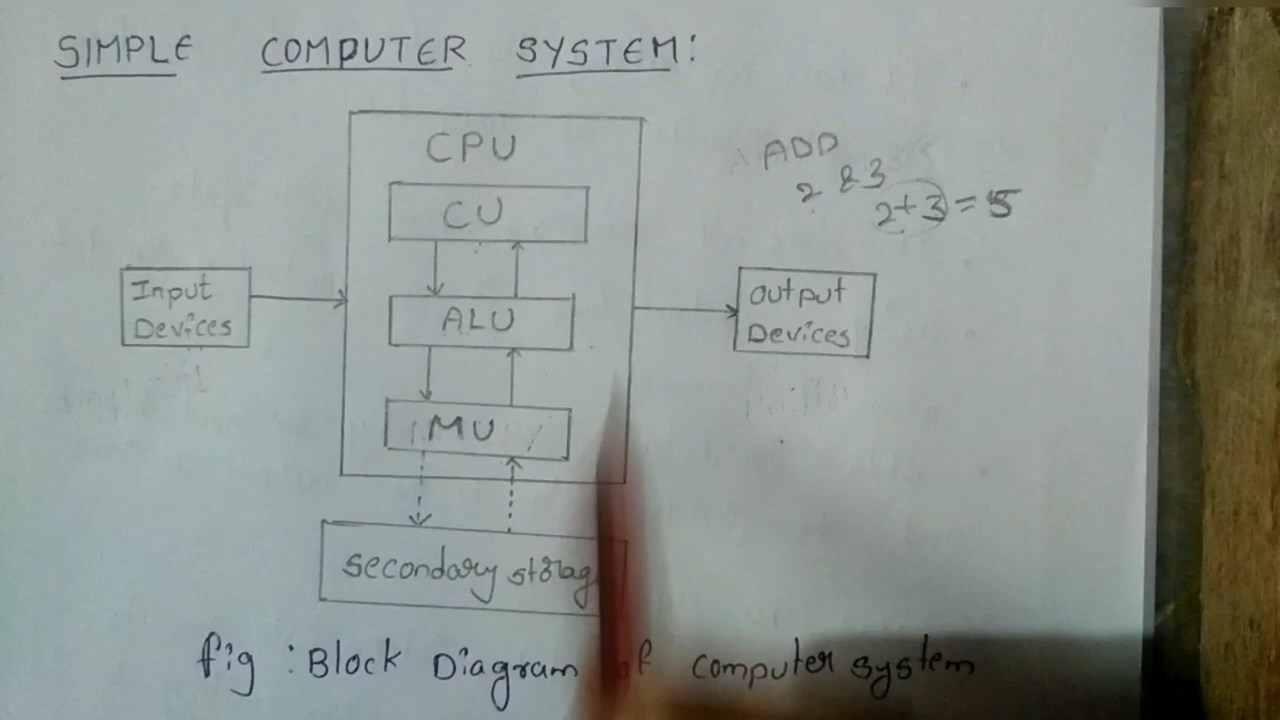 SIMPLE COMPUTER SYSTEM:
CPU
ADD
2 & 3
2+3=5
CU
Input
Devices
ALU
Output
Devices
MU
secondary storag
fig : Block Diagram of computer system